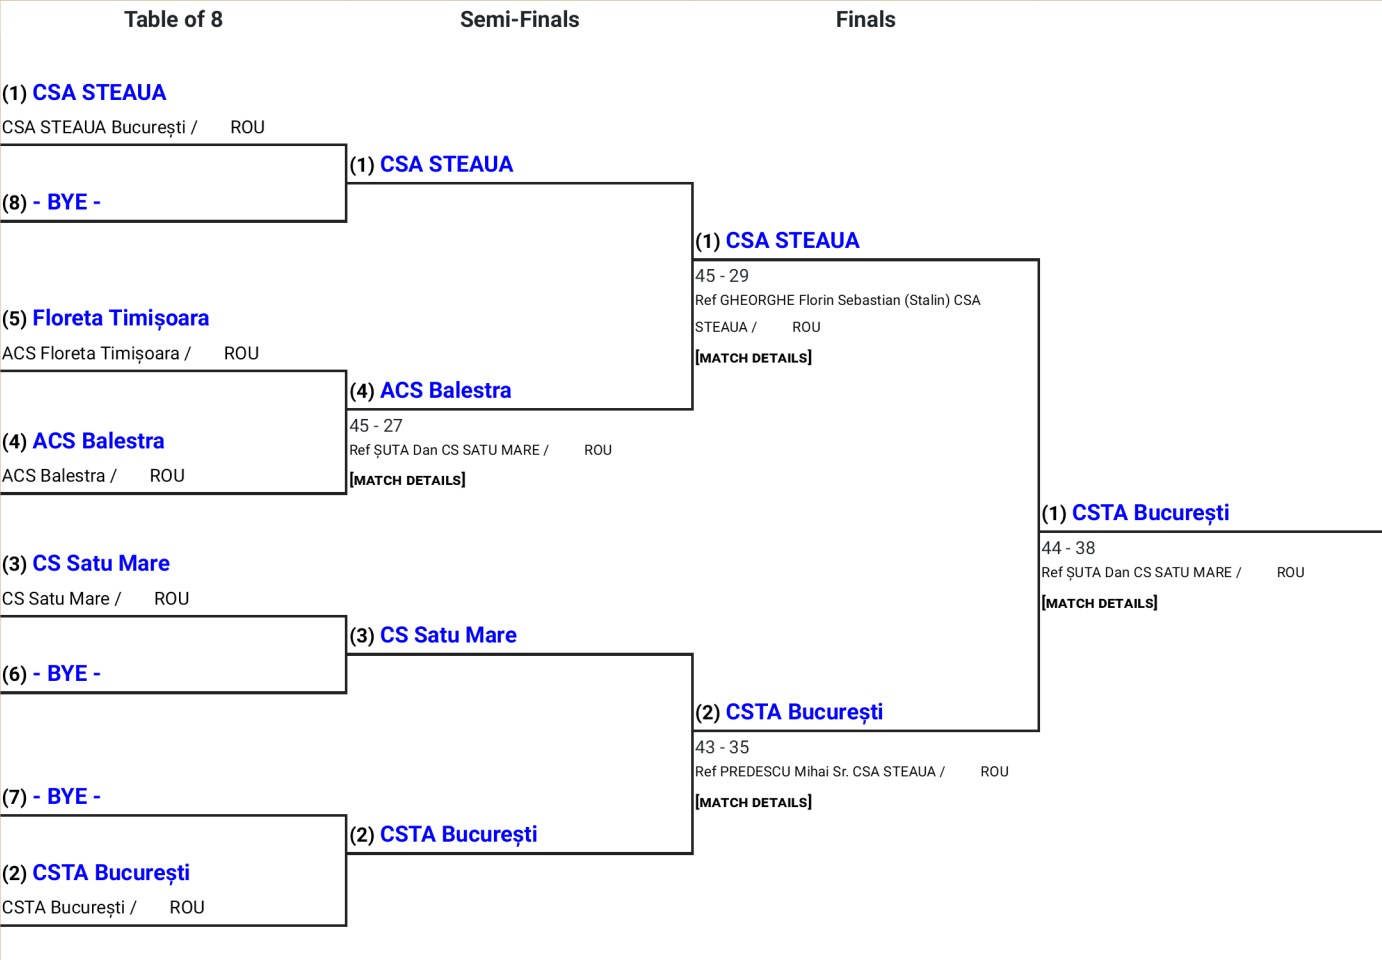 Table of 8
Semi-Finals
Finals
(1) CSA STEAUA
CSA STEAUA București / ROU
(8) - BYE -
(5) Floreta Timișoara
ACS Floreta Timișoara / ROU
(4) ACS Balestra
ACS Balestra / ROU
(3) CS Satu Mare
CS Satu Mare / ROU
(6) - BYE -
(7) - BYE -
(2) CSTA București
CSTA București / ROU
(1) CSA STEAUA
(4) ACS Balestra
45 - 27
Ref ȘUTA Dan CS SATU MARE / ROU
[MATCH DETAILS]
(3) CS Satu Mare
(2) CSTA București
(1) CSA STEAUA
45 - 29
Ref GHEORGHE Florin Sebastian (Stalin) CSA
STEAUA / ROU
[MATCH DETAILS]
(2) CSTA București
43 - 35
Ref PREDESCU Mihai Sr. CSA STEAUA / ROU
[MATCH DETAILS]
(1) CSTA București
44 - 38
Ref ȘUTA Dan CS SATU MARE / ROU
[MATCH DETAILS]